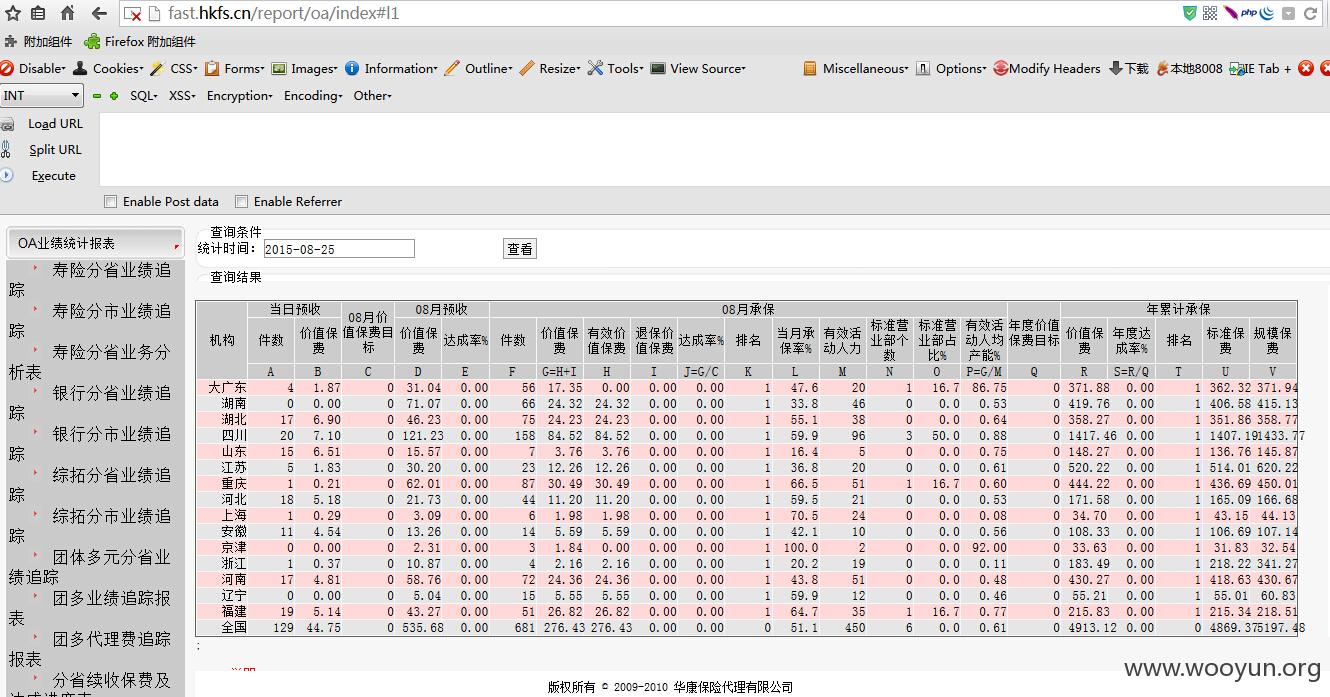 fast.hkfs.cn/report/oa/index#l1
php
附加组件 Firefox 附加组件
Disable Cookies CSS Forms Images Information Outline Resize Tools View Source Miscellaneous Options Modify Headers 下载 本地8008 IE Tab +
INT SQL XSS Encryption Encoding Other
Load URL
Split URL
Execute
Enable Post data Enable Referrer
OA业绩统计报表
寿险分省业绩追踪
寿险分市业绩追踪
寿险分省业务分析表
银行分省业绩追踪
银行分市业绩追踪
综拓分省业绩追踪
综拓分市业绩追踪
团体多元分省业绩追踪
团多业绩追踪报表
团多代理费追踪报表
分省续收保费及
查询条件
统计时间： 2015-08-25 查看
查询结果
机构 当日预收 08月价值保费目标 08月预收 08月承保 年度价值保费目标 年累计承保
件数 价值保费 价值保费 达成率% 件数 价值保费 有效价值保费 退保价值保费 达成率% 排名 当月承保率% 有效活动人力 标准营业部个数 标准营业部占比% 有效活动人均产能% 价值保费 年度达成率% 排名 标准保费 规模保费
A B C D E F G=H+I H I J=G/C K L M N O P=G/M Q R S=R/Q T U V
大广东 4 1.87 0 31.04 0.00 56 17.35 0.00 0.00 0.00 1 47.6 20 1 16.7 86.75 0 371.88 0.00 1 362.32 371.94
湖南 0 0.00 0 71.07 0.00 66 24.32 24.32 0.00 0.00 1 33.8 46 0 0.0 0.53 0 419.76 0.00 1 406.58 415.13
湖北 17 6.90 0 46.23 0.00 75 24.23 24.23 0.00 0.00 1 55.1 38 0 0.0 0.64 0 358.27 0.00 1 351.86 358.77
四川 20 7.10 0 121.23 0.00 158 84.52 84.52 0.00 0.00 1 59.9 96 3 50.0 0.88 0 1417.46 0.00 1 1407.19 1433.77
山东 15 6.51 0 15.57 0.00 7 3.76 3.76 0.00 0.00 1 16.4 5 0 0.0 0.75 0 148.27 0.00 1 136.76 145.87
江苏 5 1.83 0 30.20 0.00 23 12.26 12.26 0.00 0.00 1 36.8 20 0 0.0 0.61 0 520.22 0.00 1 514.01 620.22
重庆 1 0.21 0 62.01 0.00 87 30.49 30.49 0.00 0.00 1 66.5 51 1 16.7 0.60 0 444.22 0.00 1 436.69 450.01
河北 18 5.18 0 21.73 0.00 44 11.20 11.20 0.00 0.00 1 59.5 21 0 0.0 0.53 0 171.58 0.00 1 165.09 166.68
上海 1 0.29 0 3.09 0.00 6 1.98 1.98 0.00 0.00 1 70.5 24 0 0.0 0.08 0 34.70 0.00 1 43.15 44.13
安徽 11 4.54 0 13.26 0.00 14 5.59 5.59 0.00 0.00 1 42.1 10 0 0.0 0.56 0 108.33 0.00 1 106.69 107.14
京津 0 0.00 0 2.31 0.00 3 1.84 0.00 0.00 0.00 1 100.0 2 0 0.0 92.00 0 33.63 0.00 1 31.83 32.54
浙江 1 0.37 0 10.87 0.00 4 2.16 2.16 0.00 0.00 1 20.2 19 0 0.0 0.11 0 183.49 0.00 1 218.22 341.27
河南 17 4.81 0 58.76 0.00 72 24.36 24.36 0.00 0.00 1 43.8 51 0 0.0 0.48 0 430.27 0.00 1 418.63 430.67
辽宁 0 0.00 0 5.04 0.00 15 5.55 5.55 0.00 0.00 1 59.9 12 0 0.0 0.46 0 55.21 0.00 1 55.01 60.83
福建 19 5.14 0 43.27 0.00 51 26.82 26.82 0.00 0.00 1 64.7 35 1 16.7 0.77 0 215.83 0.00 1 215.34 218.51
全国 129 44.75 0 535.68 0.00 681 276.43 276.43 0.00 0.00 0 51.1 450 6 0.0 0.61 0 4913.12 0.00 0 4869.37 5197.48
;
版权所有 © 2009-2010 华康保险代理有限公司
www.wooyun.org